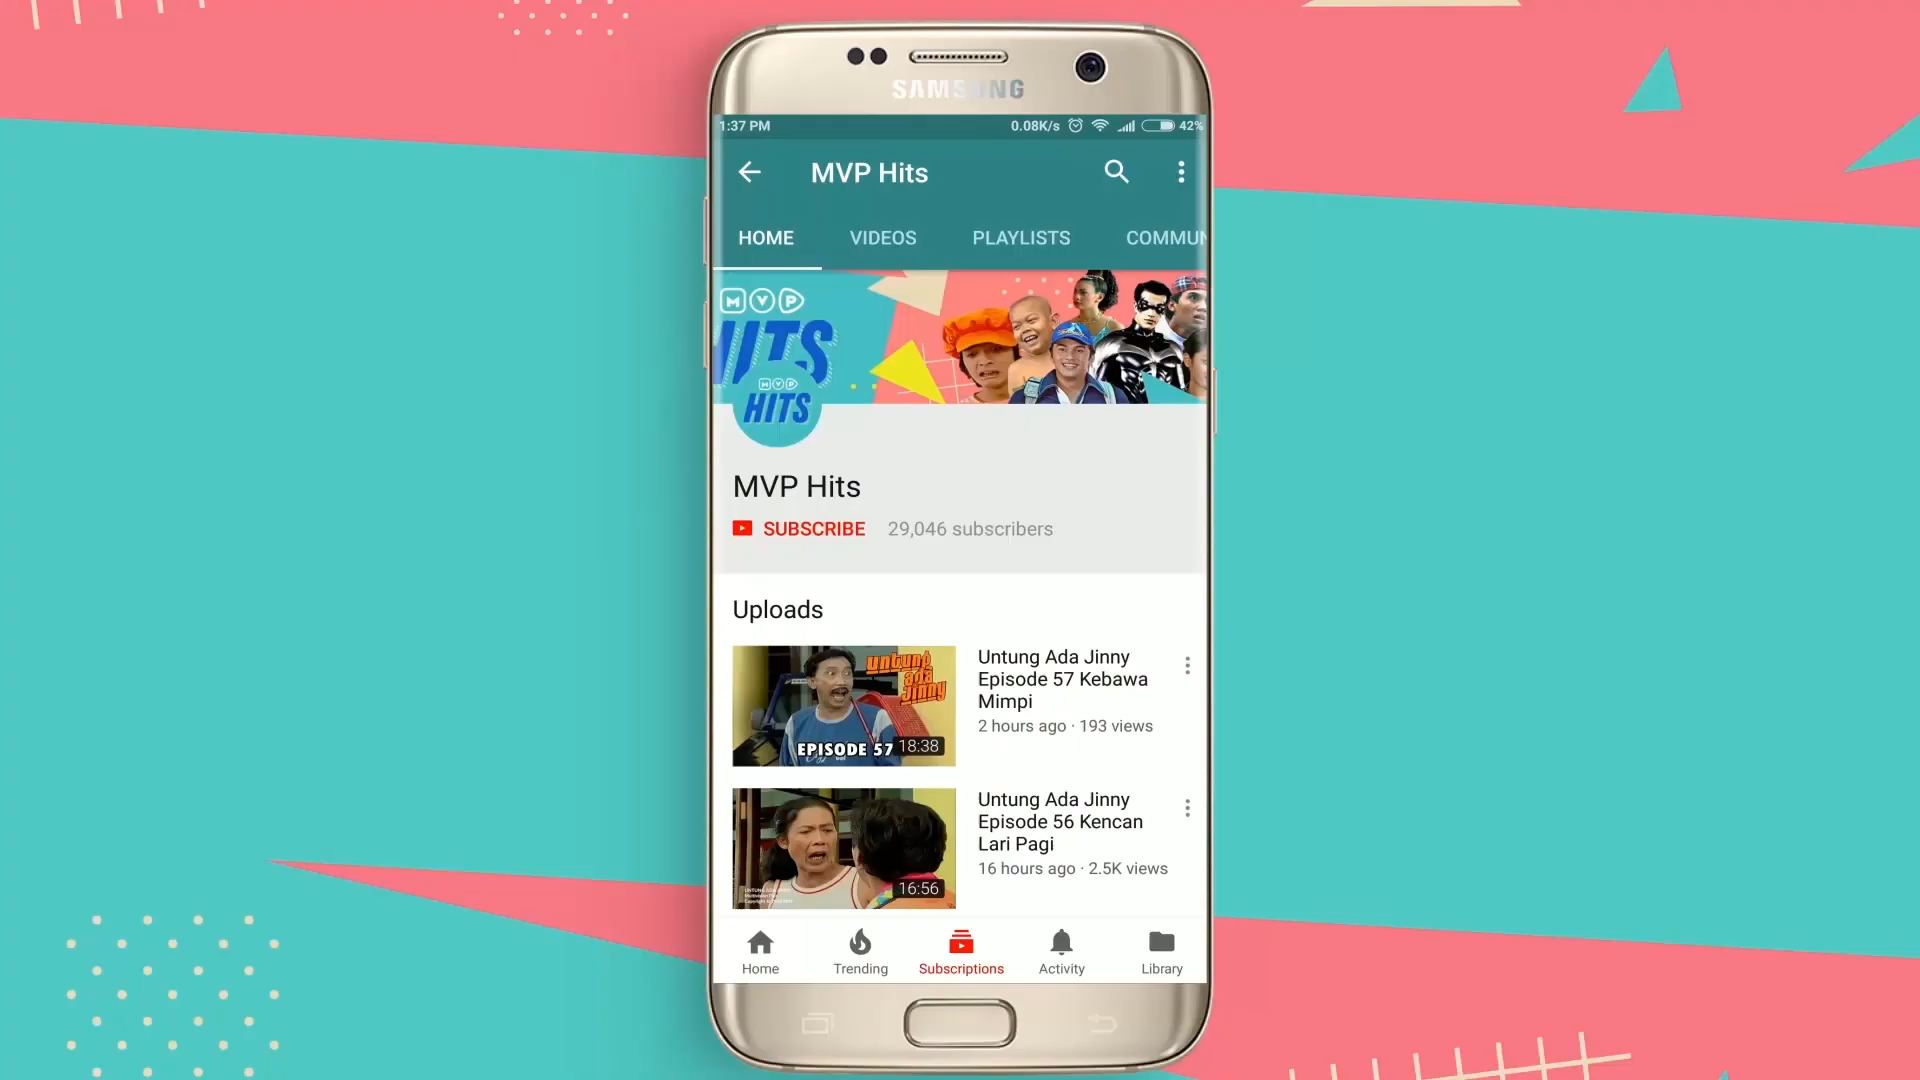 SAMSUNG
1:37 PM 0.08K/s 42%
MVP Hits
HOME VIDEOS PLAYLISTS COMMUN
MVP
HITS
MVP
HITS
MVP Hits
SUBSCRIBE 29,046 subscribers
Uploads
untung
ada
jinny
EPISODE 57 18:38
Untung Ada Jinny
Episode 57 Kebawa
Mimpi
2 hours ago · 193 views
16:56
Untung Ada Jinny
Episode 56 Kencan
Lari Pagi
16 hours ago · 2.5K views
Home Trending Subscriptions Activity Library